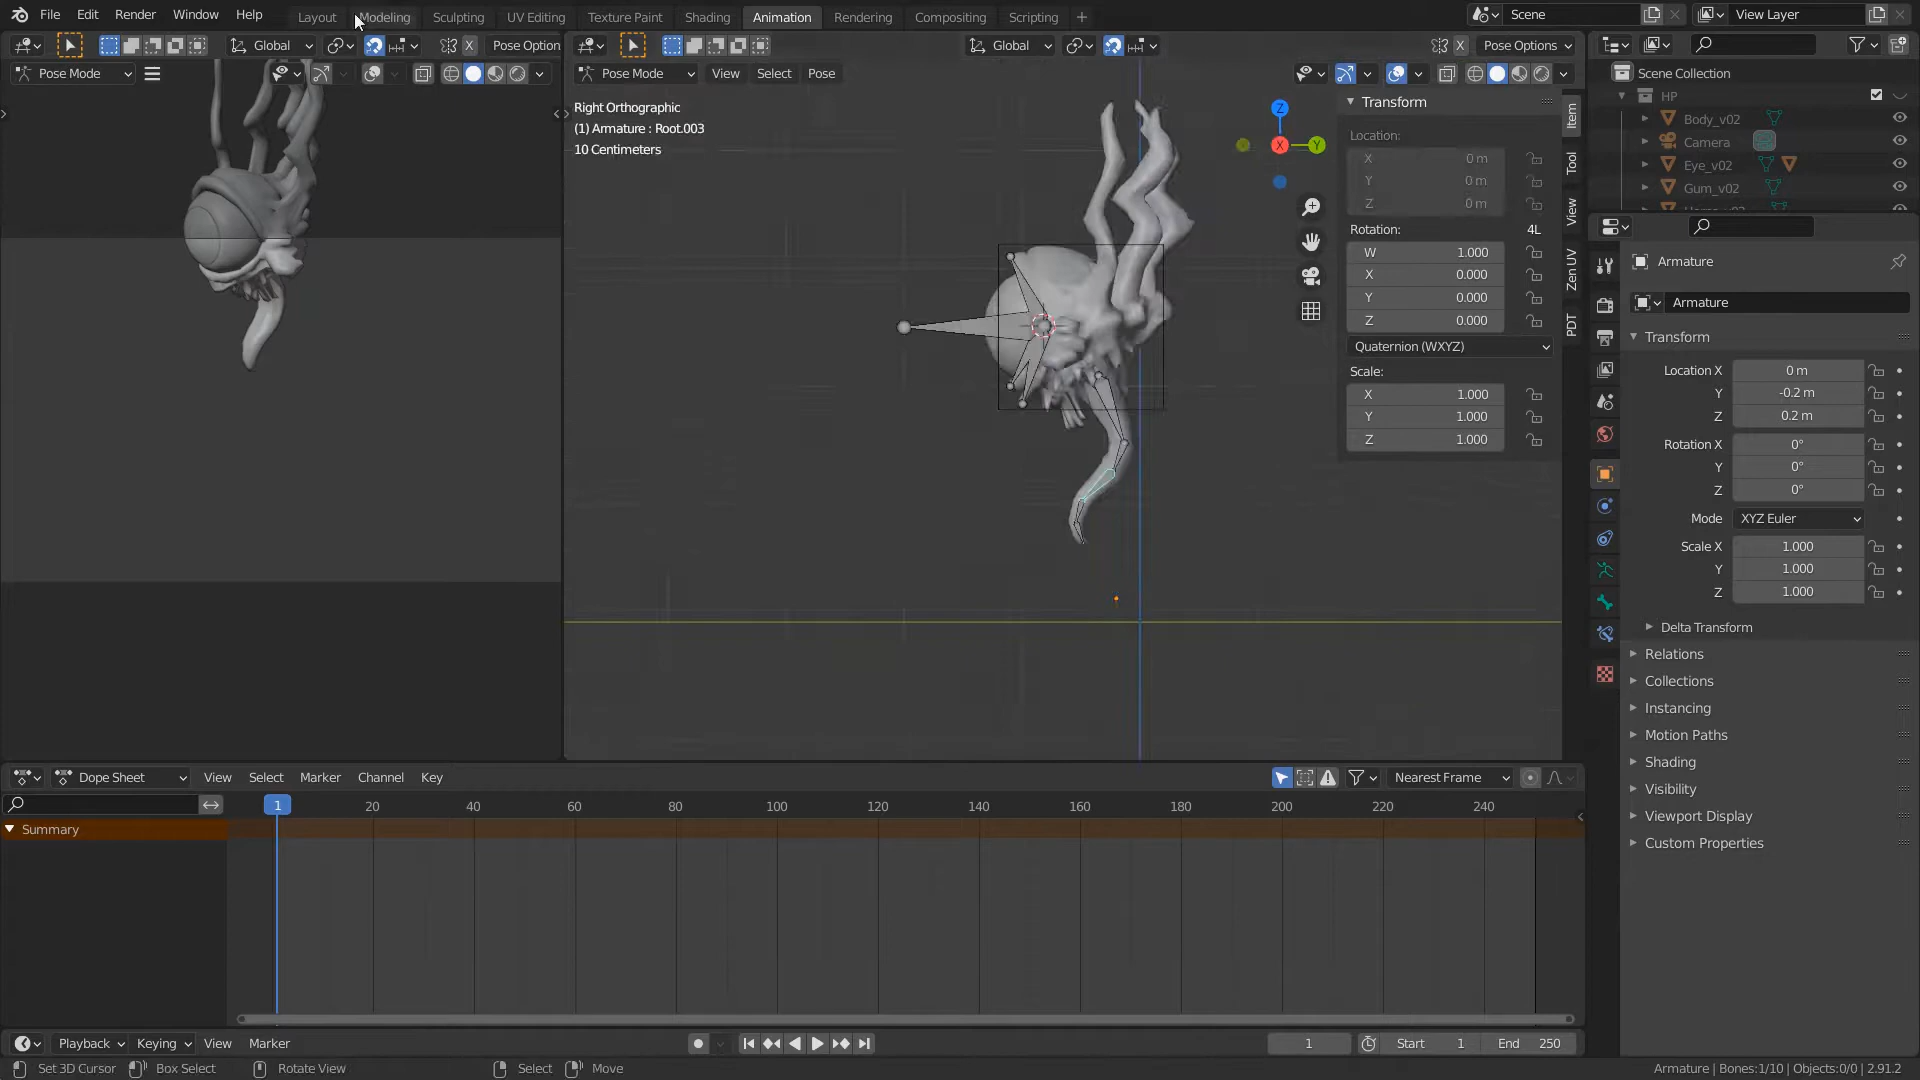 File Edit Render Window Help Layout Modeling Sculpting UV Editing Texture Paint Shading Animation Rendering Compositing Scripting + Scene View Layer
Global X Pose Option Global X Pose Options
Pose Mode Pose Mode View Select Pose
Right Orthographic
(1) Armature : Root.003
10 Centimeters
Z
X
Y
Transform
Location:
X 0 m
Y 0 m
Z 0 m
Rotation: 4L
W 1.000
X 0.000
Y 0.000
Z 0.000
Quaternion (WXYZ)
Scale:
X 1.000
Y 1.000
Z 1.000
Item
Tool
View
Zen UV
PDT
Scene Collection
HP
Body_v02
Camera
Eye_v02
Gum_v02
Armature
Armature
Transform
Location X 0 m
Y -0.2 m
Z 0.2 m
Rotation X 0°
Y 0°
Z 0°
Mode XYZ Euler
Scale X 1.000
Y 1.000
Z 1.000
Delta Transform
Relations
Collections
Instancing
Motion Paths
Shading
Visibility
Viewport Display
Custom Properties
Dope Sheet View Select Marker Channel Key Nearest Frame
1 20 40 60 80 100 120 140 160 180 200 220 240
Summary
Playback Keying View Marker 1 Start 1 End 250
Set 3D Cursor Box Select Rotate View Select Move Armature | Bones:1/10 | Objects:0/0 | 2.91.2